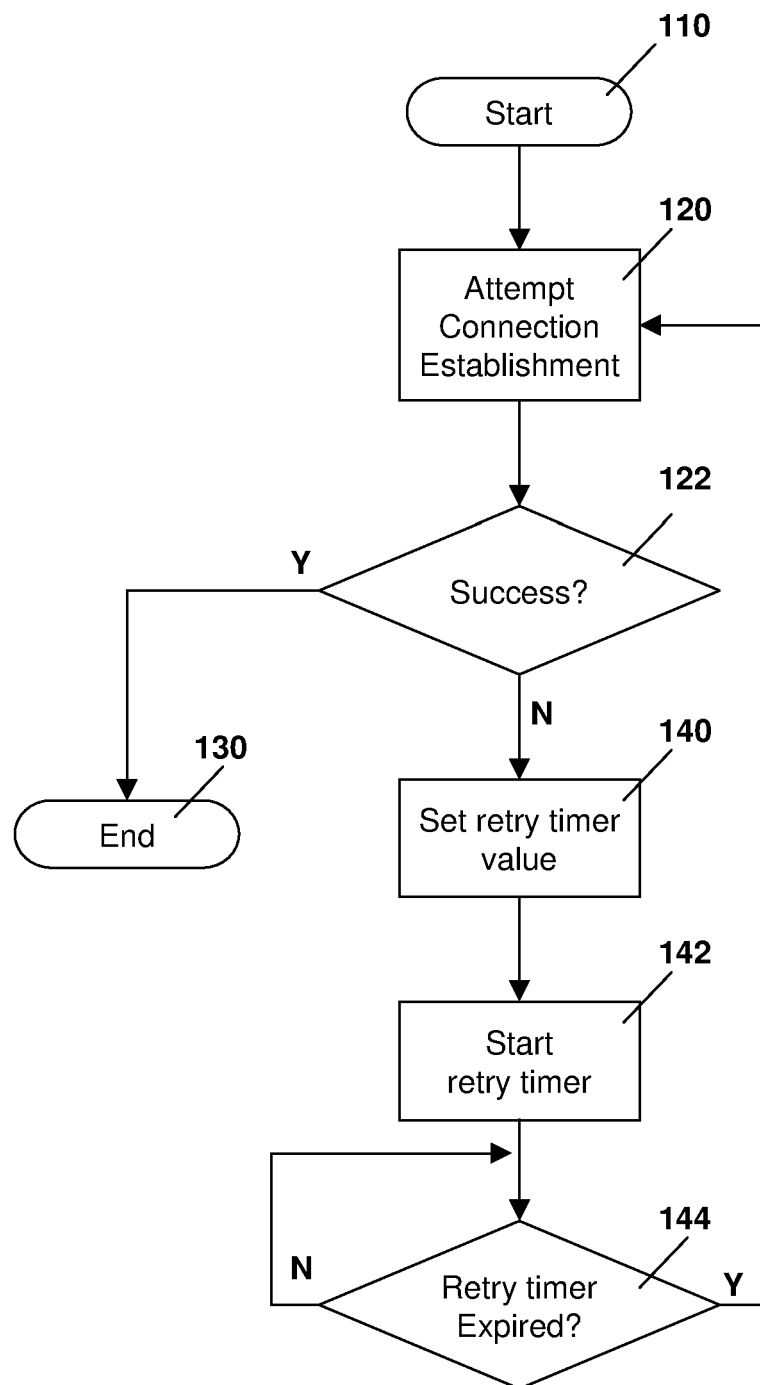 110
Start
120
Attempt
Connection
Establishment
122
Y
Success?
N
130
140
End
Set retry timer
value
142
Start
retry timer
144
N
Retry timer
Expired?
Y